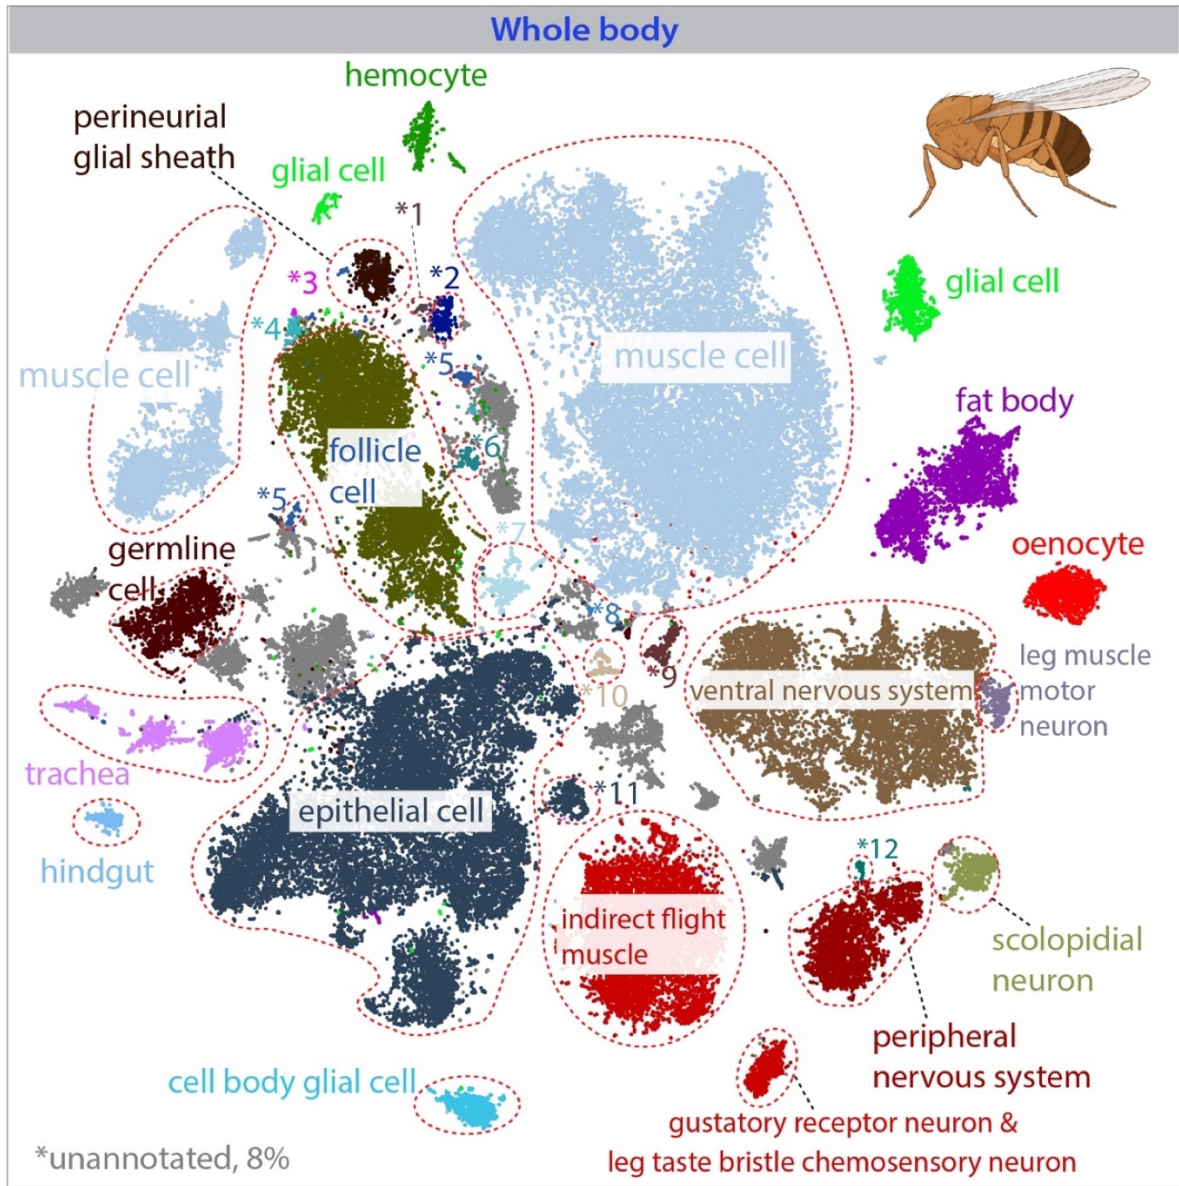 Whole body
hemocyte
perineurial
glial sheath
glial cell
*1
*2
*3
*4
glial cell
muscle cell
muscle cell
*5
fat body
follicle
cell
*6
*5
*7
germline
cell
oenocyte
*8
*9
*10
leg muscle
motor
neuron
ventral nervous system
trachea
epithelial cell
*11
hindgut
*12
indirect flight
muscle
scolopidial
neuron
peripheral
nervous system
cell body glial cell
gustatory receptor neuron &
leg taste bristle chemosensory neuron
*unannotated, 8%